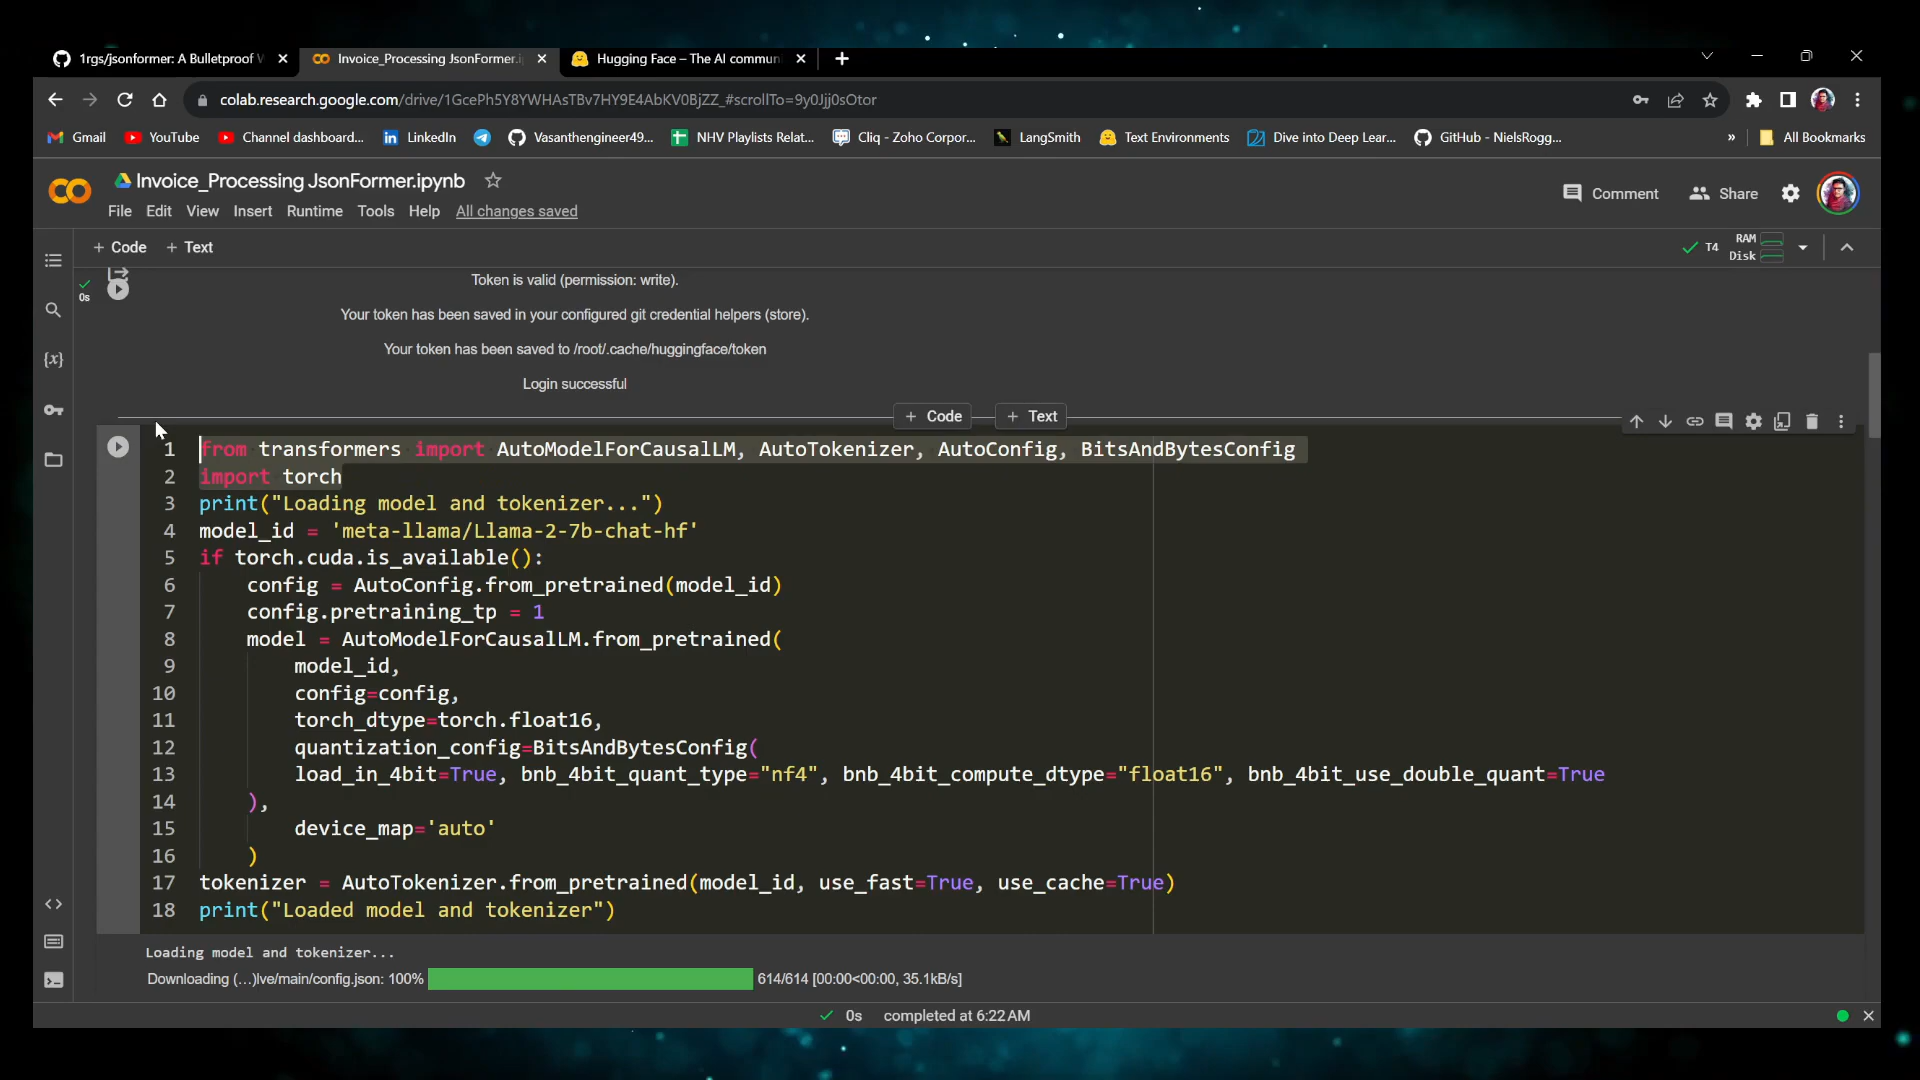 1rgs/jsonformer: A Bulletproof W
Invoice_Processing JsonFormer.i
Hugging Face – The AI commun
colab.research.google.com/drive/1GcePh5Y8YWHAsTBv7HY9E4AbKV0BjZZ_#scrollTo=9y0Jjj0sOtor
Gmail YouTube Channel dashboard... LinkedIn Vasanthengineer49... NHV Playlists Relat... Cliq - Zoho Corpor... LangSmith Text Environments Dive into Deep Lear... GitHub - NielsRogg... » All Bookmarks
Invoice_Processing JsonFormer.ipynb
Comment Share
File Edit View Insert Runtime Tools Help All changes saved
+ Code + Text
T4 RAM
Disk
0s
Token is valid (permission: write).
Your token has been saved in your configured git credential helpers (store).
Your token has been saved to /root/.cache/huggingface/token
Login successful
+ Code + Text
1 from transformers import AutoModelForCausalLM, AutoTokenizer, AutoConfig, BitsAndBytesConfig
2 import torch
3 print("Loading model and tokenizer...")
4 model_id = 'meta-llama/Llama-2-7b-chat-hf'
5 if torch.cuda.is_available():
6 config = AutoConfig.from_pretrained(model_id)
7 config.pretraining_tp = 1
8 model = AutoModelForCausalLM.from_pretrained(
9 model_id,
10 config=config,
11 torch_dtype=torch.float16,
12 quantization_config=BitsAndBytesConfig(
13 load_in_4bit=True, bnb_4bit_quant_type="nf4", bnb_4bit_compute_dtype="float16", bnb_4bit_use_double_quant=True
14 ),
15 device_map='auto'
16 )
17 tokenizer = AutoTokenizer.from_pretrained(model_id, use_fast=True, use_cache=True)
18 print("Loaded model and tokenizer")
Loading model and tokenizer...
Downloading (…)lve/main/config.json: 100% 614/614 [00:00<00:00, 35.1kB/s]
0s completed at 6:22 AM